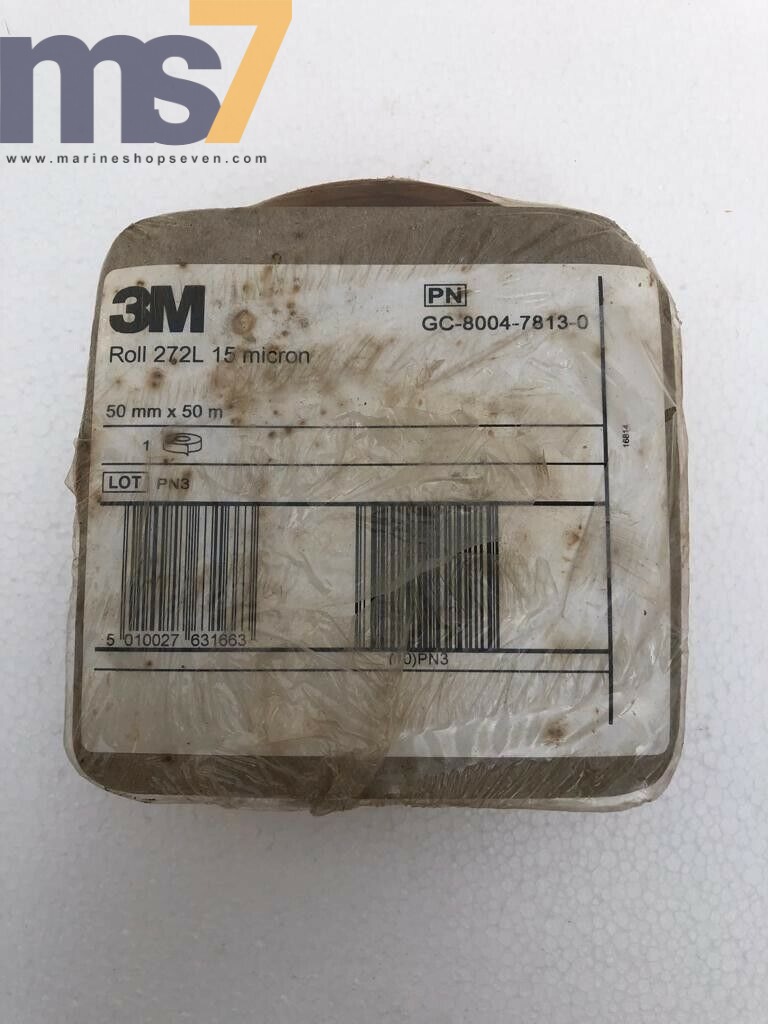 ms7
www.marineshopseven.com
3M
PN
GC-8004-7813-0
Roll 272L 15 micron
50 mm x 50 m
1
16814
LOT PN3
5 010027 631663
(10)PN3